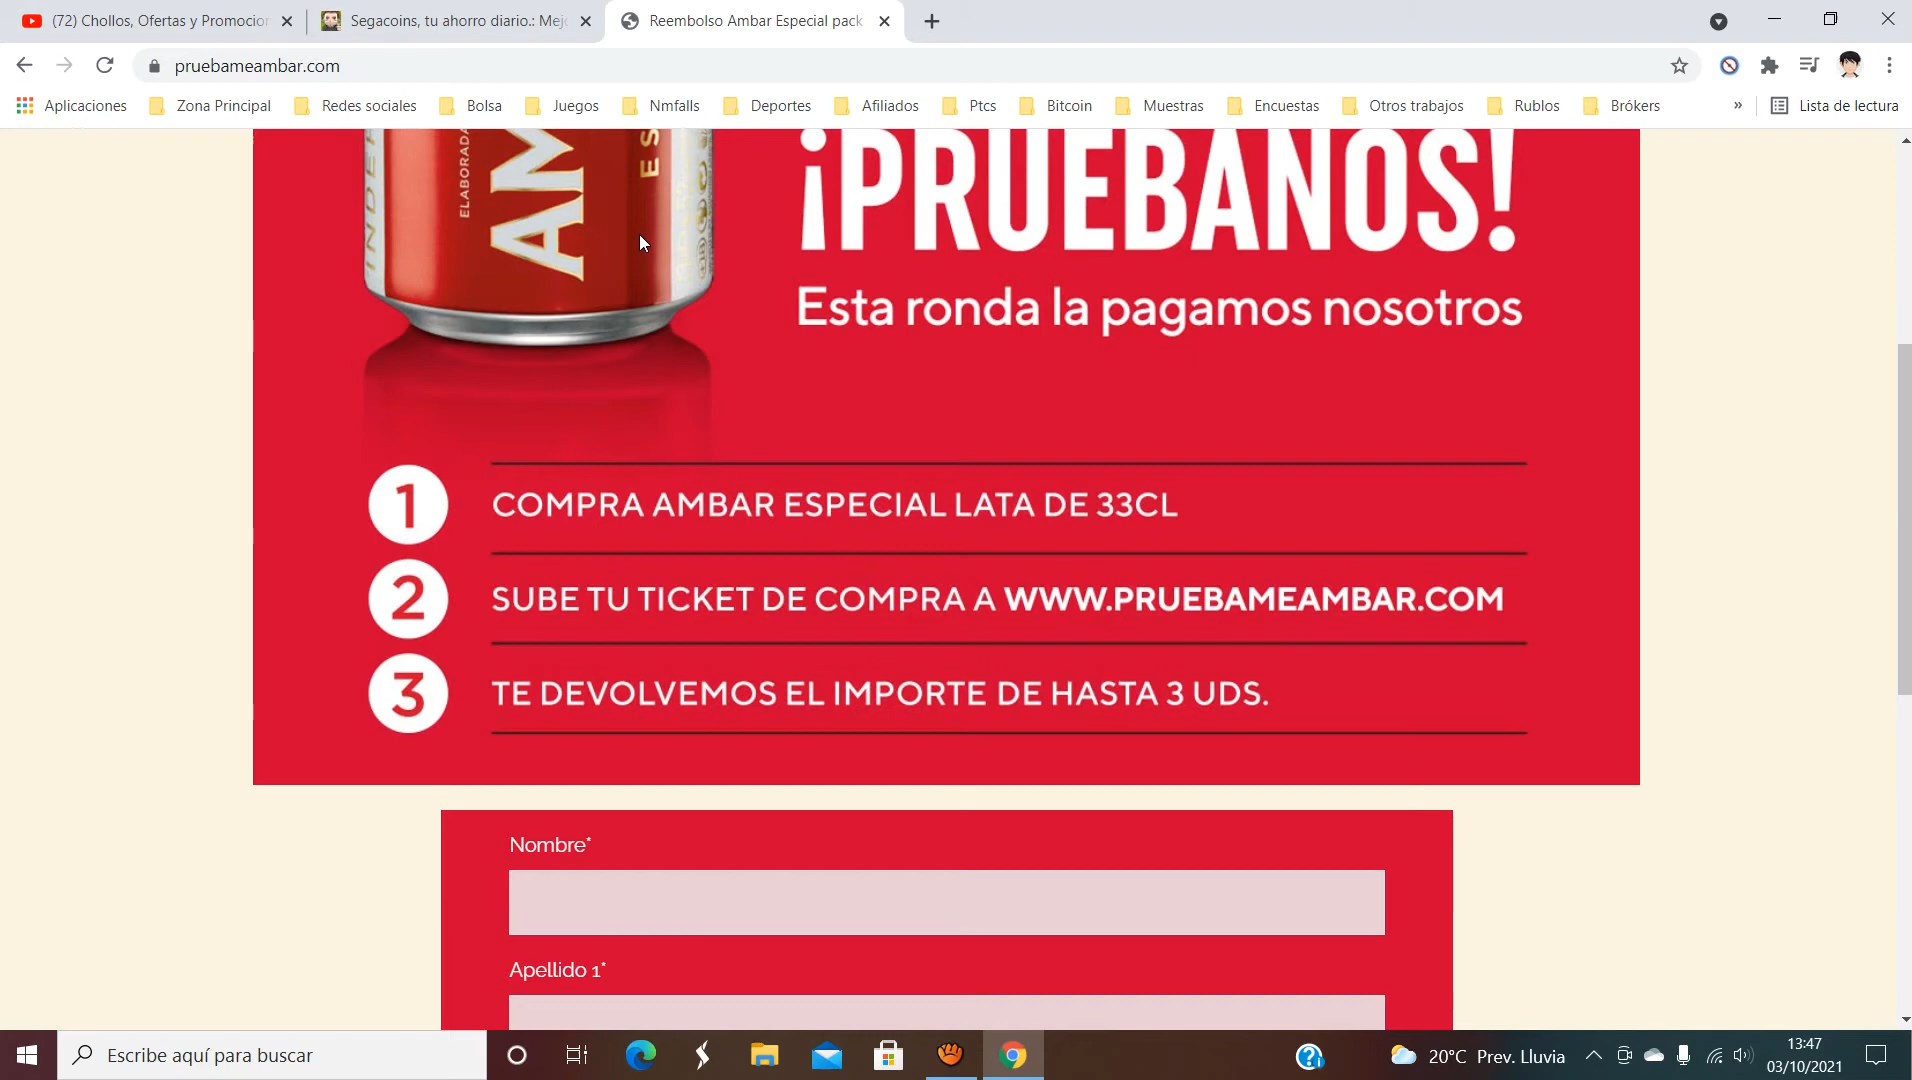 (72) Chollos, Ofertas y Promocion
Segacoins, tu ahorro diario.: Mej
Reembolso Ambar Especial pack
pruebameambar.com
Aplicaciones
Zona Principal
Redes sociales
Bolsa
Juegos
Nmfalls
Deportes
Afiliados
Ptcs
Bitcoin
Muestras
Encuestas
Otros trabajos
Rublos
Brókers
»
Lista de lectura
ELABORADA
AM
ES
¡PRUÉBANOS!
Esta ronda la pagamos nosotros
1 COMPRA AMBAR ESPECIAL LATA DE 33CL
2 SUBE TU TICKET DE COMPRA A WWW.PRUEBAMEAMBAR.COM
3 TE DEVOLVEMOS EL IMPORTE DE HASTA 3 UDS.
Nombre*
Apellido 1*
Escribe aquí para buscar
20°C Prev. Lluvia
13:47
03/10/2021